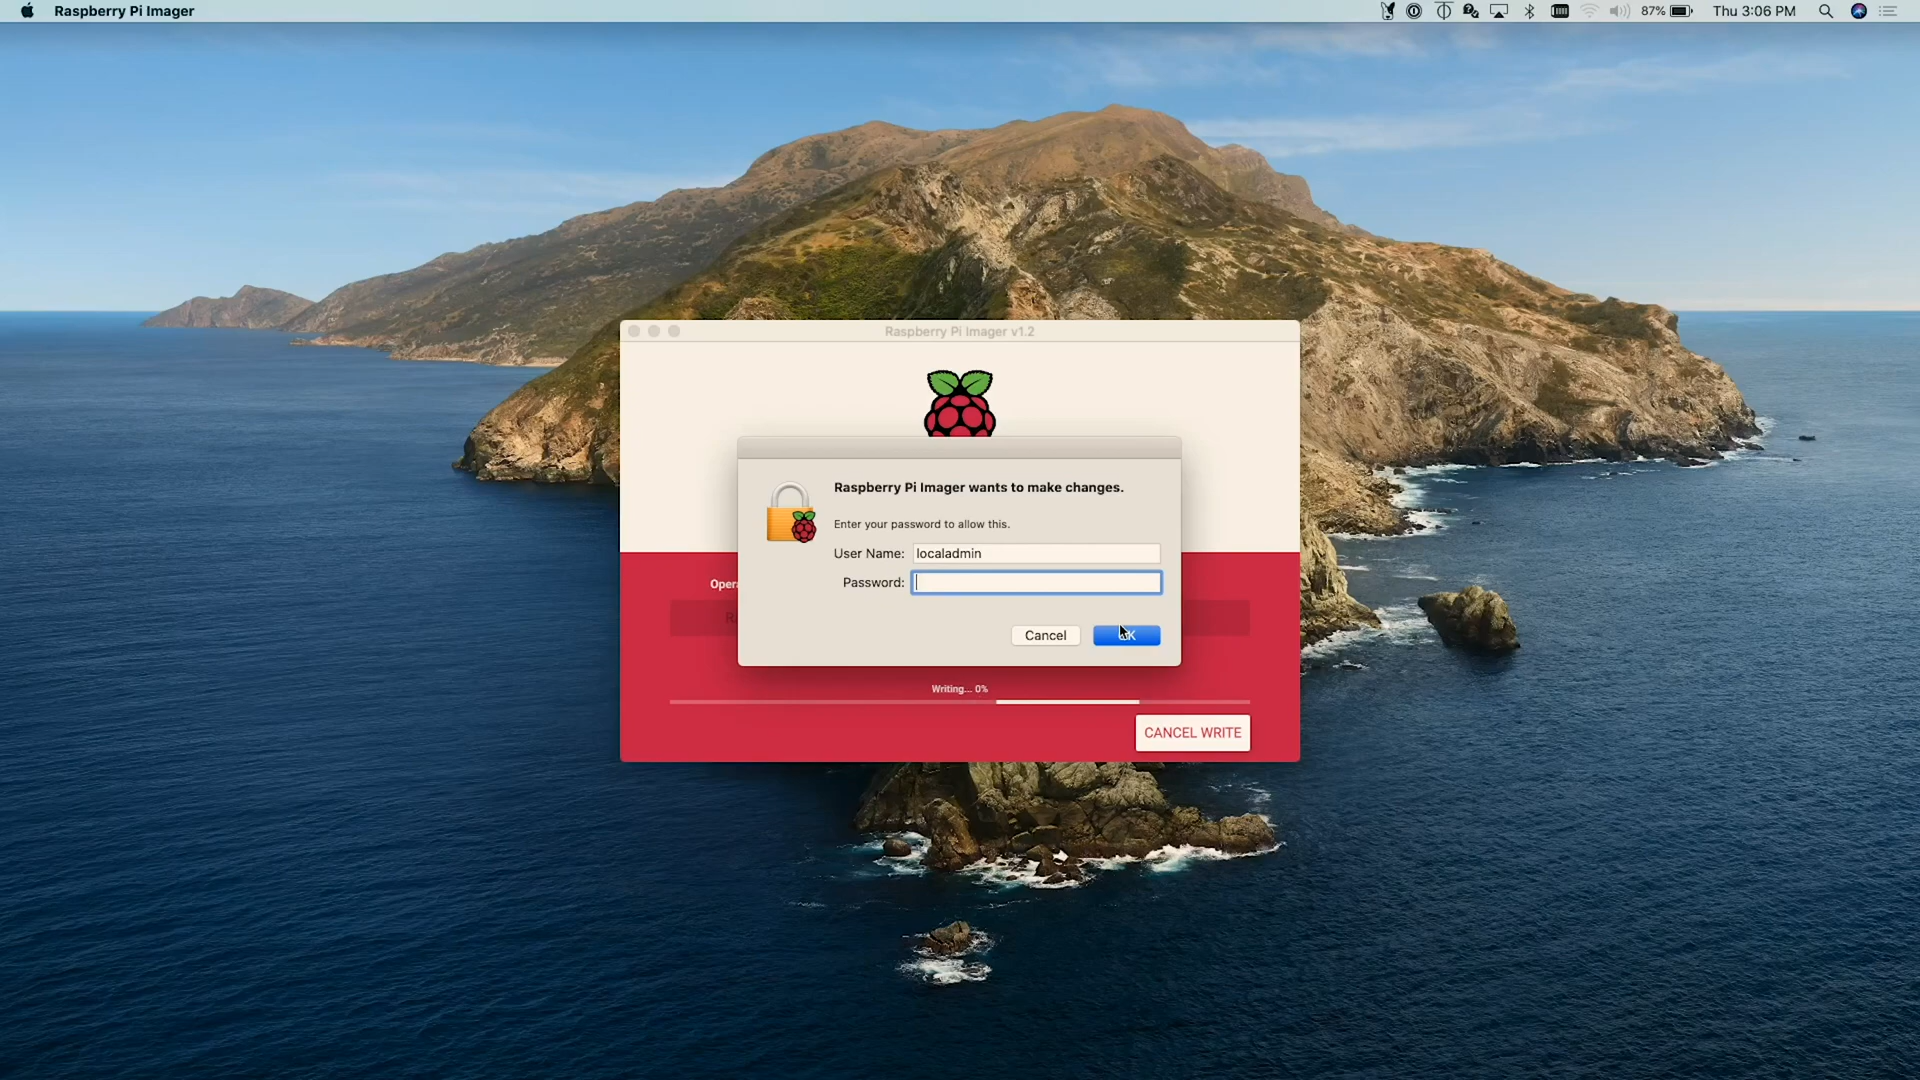 Raspberry Pi Imager
87%
Thu 3:06 PM
Raspberry Pi Imager v1.2
Raspberry Pi Imager wants to make changes.
Enter your password to allow this.
User Name: localadmin
Password:
Cancel
Opera
Writing... 0%
CANCEL WRITE